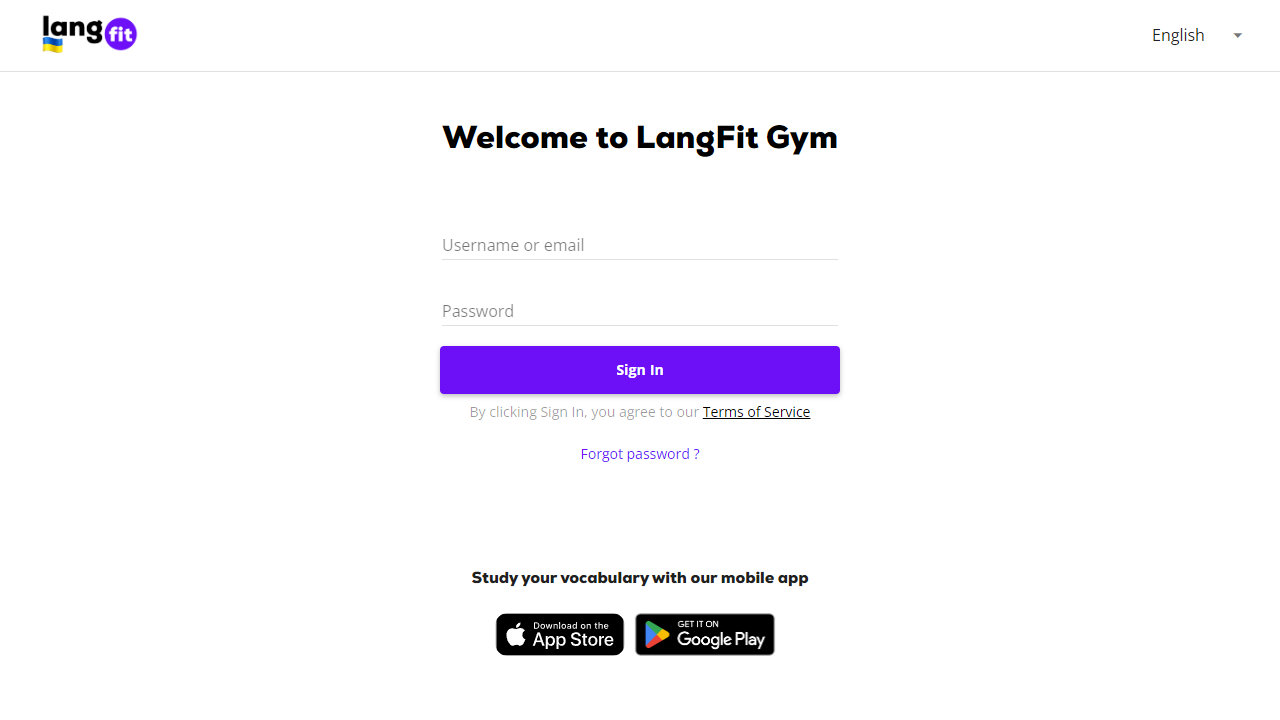 lang fit
English
Welcome to LangFit Gym
Username or email
Password
Sign In
By clicking Sign In, you agree to our Terms of Service
Forgot password ?
Study your vocabulary with our mobile app
Download on the
App Store
GET IT ON
Google Play